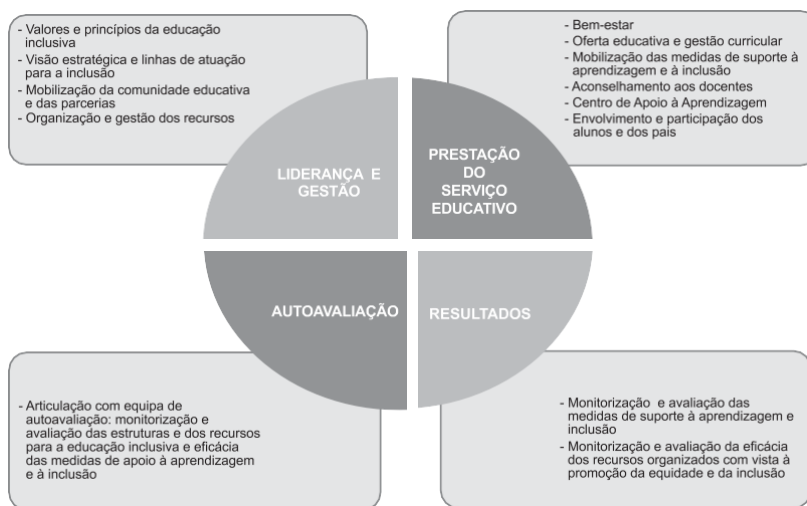 - Valores e princípios da educação
inclusiva
- Visão estratégica e linhas de atuação
para a inclusão
- Mobilização da comunidade educativa
e das parcerias
- Organização e gestão dos recursos
- Bem-estar
- Oferta educativa e gestão curricular
- Mobilização das medidas de suporte à
aprendizagem e à inclusão
- Aconselhamento aos docentes
- Centro de Apoio à Aprendizagem
- Envolvimento e participação dos
alunos e dos pais
LIDERANÇA E
GESTÃO
PRESTAÇÃO
DO
SERVIÇO
EDUCATIVO
AUTOAVALIAÇÃO
RESULTADOS
- Articulação com equipa de
autoavaliação: monitorização e
avaliação das estruturas e dos recursos
para a educação inclusiva e eficácia
das medidas de apoio à aprendizagem
e à inclusão
- Monitorização e avaliação das
medidas de suporte à aprendizagem e
inclusão
- Monitorização e avaliação da eficácia
dos recursos organizados com vista à
promoção da equidade e da inclusão